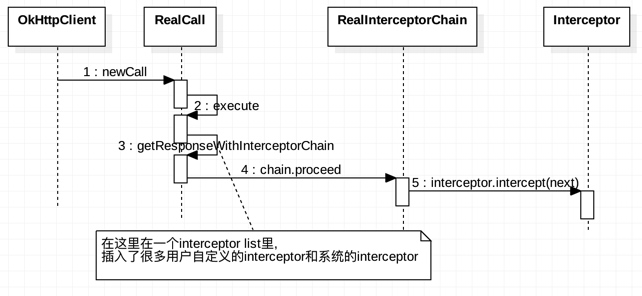 OkHttpClient
RealCall
RealInterceptorChain
Interceptor
1 : newCall
2 : execute
3 : getResponseWithInterceptorChain
4 : chain.proceed
5 : interceptor.intercept(next)
在这里在一个interceptor list里,
插入了很多用户自定义的interceptor和系统的interceptor